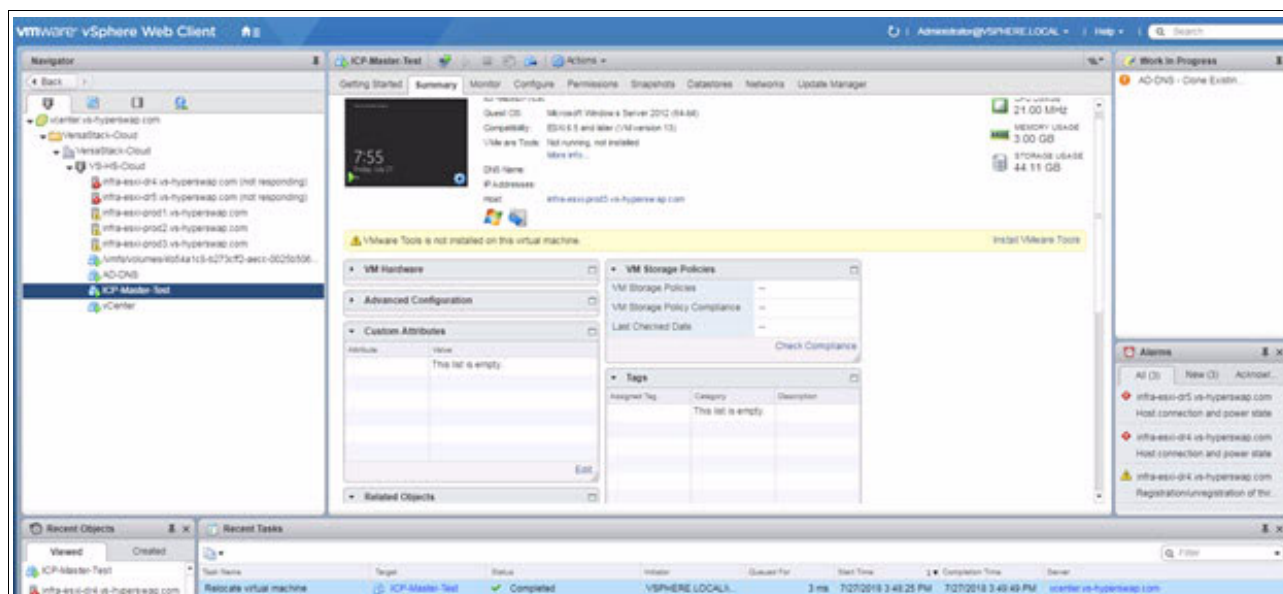 vmware vSphere Web Client
Administrator@VSPHERE.LOCAL
Help
Search
Navigator
Back
vcenter.vs-hyperswap.com
VersaStack-Cloud
VersaStack-Cloud
VS-HS-Cloud
infra-esxi-dr4.vs-hyperswap.com (not responding)
infra-esxi-dr5.vs-hyperswap.com (not responding)
infra-esxi-prod1.vs-hyperswap.com
infra-esxi-prod2.vs-hyperswap.com
infra-esxi-prod3.vs-hyperswap.com
AD-DNS
ICP-Master-Test
vCenter
ICP-Master-Test
Actions
Getting Started Summary Monitor Configure Permissions Snapshots Datastores Networks Update Manager
7:55
Guest OS: Microsoft Windows Server 2012 (64-bit)
Compatibility: ESXi 6.5 and later (VM version 13)
VMware Tools: Not running, not installed
More info...
DNS Name:
IP Addresses:
Host: infra-esxi-prod3.vs-hyperswap.com
CPU USAGE
21.00 MHz
MEMORY USAGE
3.00 GB
STORAGE USAGE
44.11 GB
VMware Tools is not installed on this virtual machine.
Install VMware Tools
VM Hardware
Advanced Configuration
Custom Attributes
Attribute Value
This list is empty.
Edit...
Related Objects
VM Storage Policies
VM Storage Policies --
VM Storage Policy Compliance --
Last Checked Date --
Check Compliance
Tags
Assigned Tag Category Description
This list is empty.
Work In Progress
AD-DNS - Clone Existin...
Alarms
All (3) New (3) Acknowl...
infra-esxi-dr5.vs-hyperswap.com
Host connection and power state
infra-esxi-dr4.vs-hyperswap.com
Host connection and power state
infra-esxi-dr4.vs-hyperswap.com
Registration/unregistration of thir...
Recent Objects
Viewed Created
ICP-Master-Test
infra-esxi-dr4.vs-hyperswap.com
Recent Tasks
Filter
Task Name Target Status Initiator Queued For Start Time Completion Time Server
Relocate virtual machine ICP-Master-Test Completed VSPHERE.LOCAL\... 3 ms 7/27/2018 3:48:25 PM 7/27/2018 3:49:49 PM vcenter.vs-hyperswap.com